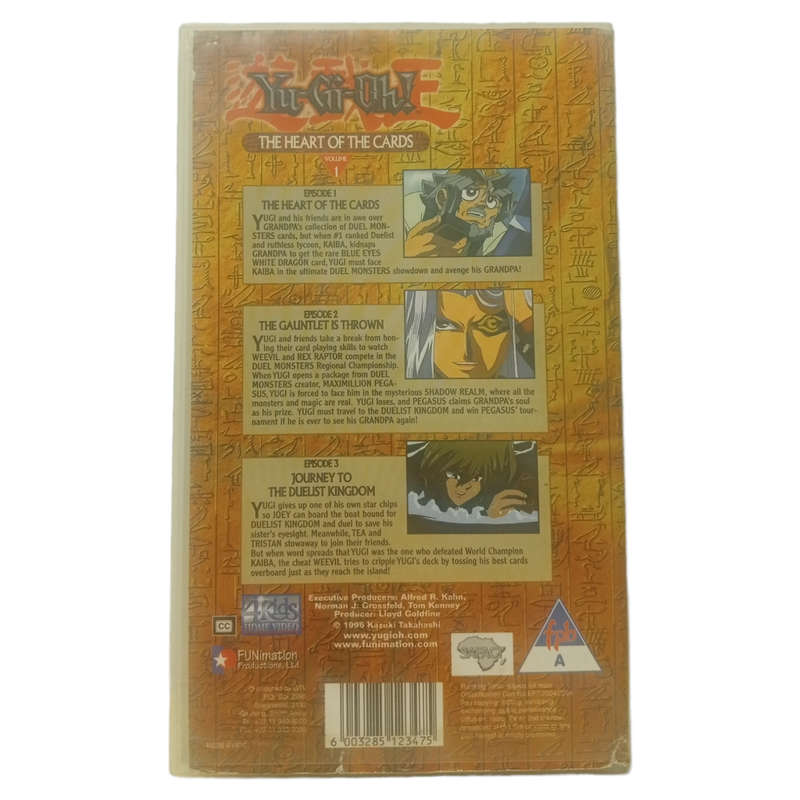 遊戯王
Yu-Gi-Oh!
THE HEART OF THE CARDS
VOLUME
1
EPISODE 1
THE HEART OF THE CARDS
YUGI and his friends are in awe over
GRANDPA's collection of DUEL MON-
STERS cards, but when #1 ranked Duelist
and ruthless tycoon, KAIBA, kidnaps
GRANDPA to get the rare BLUE EYES
WHITE DRAGON card, YUGI must face
KAIBA in the ultimate DUEL MONSTERS showdown and avenge his GRANDPA!
EPISODE 2
THE GAUNTLET IS THROWN
YUGI and friends take a break from hon-
ing their card playing skills to watch
WEEVIL and REX RAPTOR compete in the
DUEL MONSTERS Regional Championship.
When YUGI opens a package from DUEL
MONSTERS creator, MAXIMILLION PEGA-
SUS, YUGI is forced to face him in the mysterious SHADOW REALM, where all the
monsters and magic are real. YUGI loses, and PEGASUS claims GRANDPA's soul
as his prize. YUGI must travel to the DUELIST KINGDOM and win PEGASUS' tour-
nament if he is ever to see his GRANDPA again!
EPISODE 3
JOURNEY TO
THE DUELIST KINGDOM
YUGI gives up one of his own star chips
so JOEY can board the boat bound for
DUELIST KINGDOM and duel to save his
sister's eyesight. Meanwhile, TEA and
TRISTAN stowaway to join their friends.
But when word spreads that YUGI was the one who defeated World Champion
KAIBA, the cheat WEEVIL tries to cripple YUGI's deck by tossing his best cards
overboard just as they reach the island!
Executive Producers: Alfred R. Kahn,
Norman J. Grossfeld, Tom Kenney
Producer: Lloyd Goldfine
© 1996 Kazuki Takahashi
www.yugioh.com
www.funimation.com
CC
4Kids
HOME VIDEO
FUNimation
Productions, Ltd.
SAFACT
fpb
A
6 003285 123475